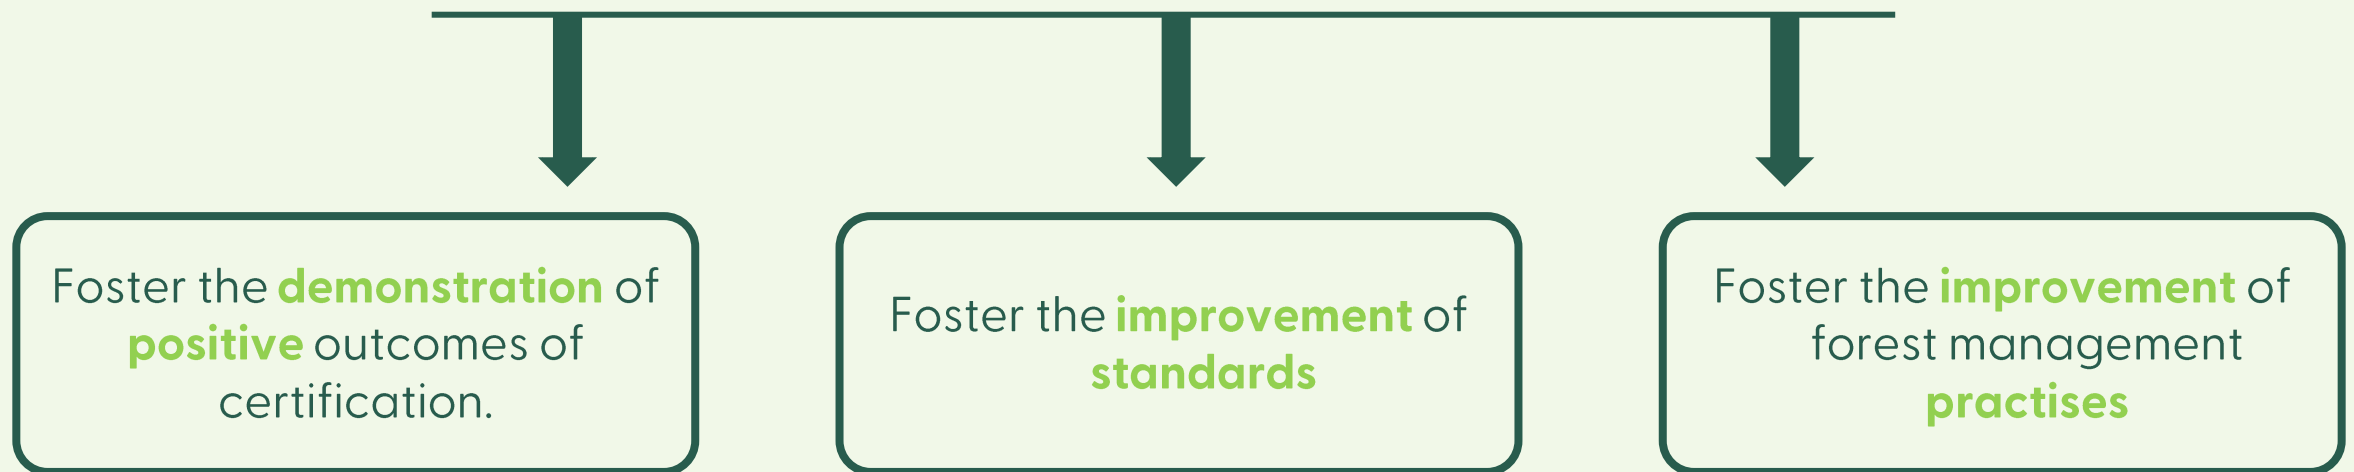 Foster the demonstration of
positive outcomes of
certification.
Foster the improvement of
standards
Foster the improvement of
forest management
practises